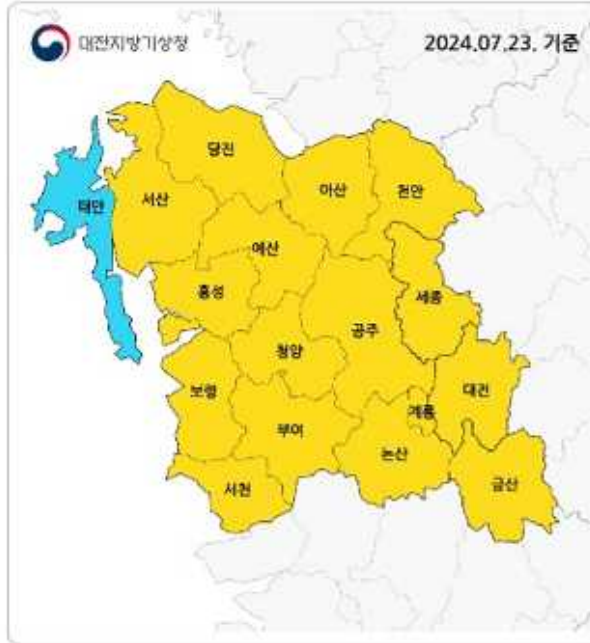 대전지방기상청
2024.07.23. 기준
당진
아산
천안
태안
서산
예산
홍성
세종
공주
청양
보령
대전
계룡
부여
논산
서천
금산